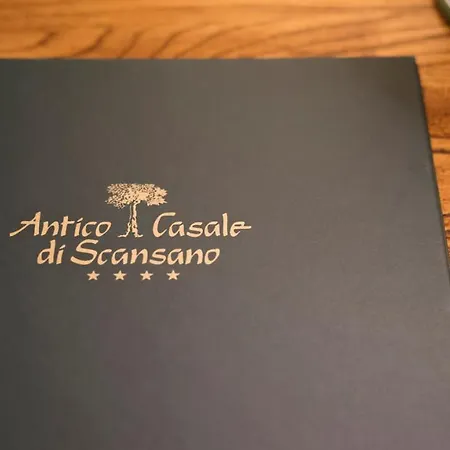 Antico Casale
di Scansano
★★★★